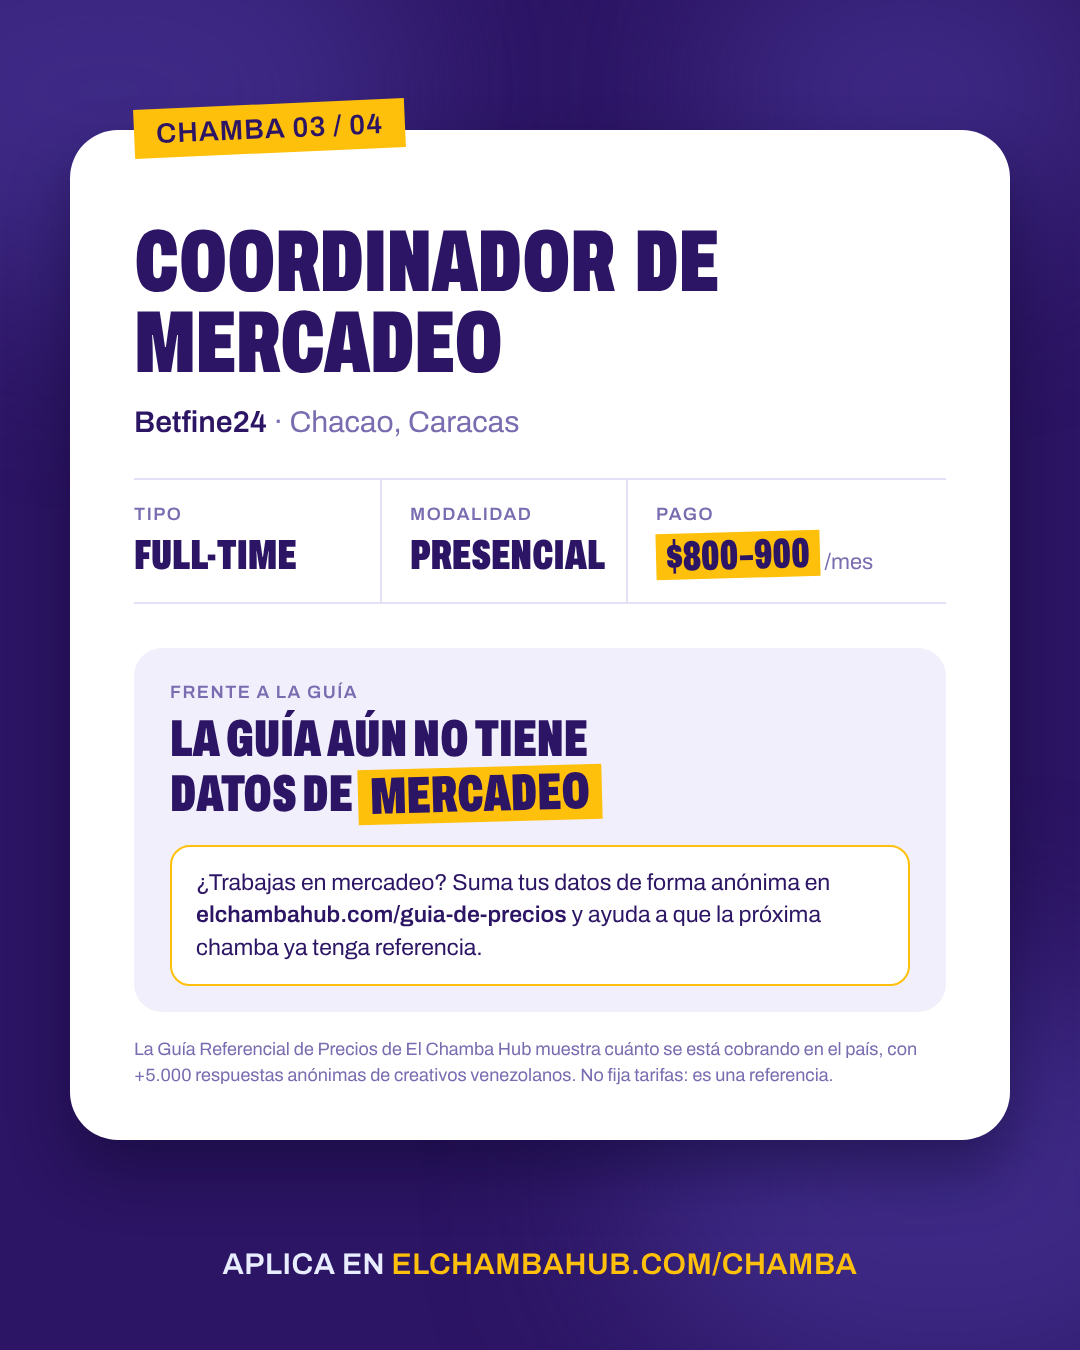 CHAMBA 03 / 04
COORDINADOR DE
MERCADEO
Betfine24 · Chacao, Caracas
TIPO
FULL-TIME
MODALIDAD
PRESENCIAL
PAGO
$800–900 /mes
FRENTE A LA GUÍA
LA GUÍA AÚN NO TIENE
DATOS DE MERCADEO
¿Trabajas en mercadeo? Suma tus datos de forma anónima en
elchambahub.com/guia-de-precios y ayuda a que la próxima
chamba ya tenga referencia.
La Guía Referencial de Precios de El Chamba Hub muestra cuánto se está cobrando en el país, con
+5.000 respuestas anónimas de creativos venezolanos. No fija tarifas: es una referencia.
APLICA EN ELCHAMBAHUB.COM/CHAMBA